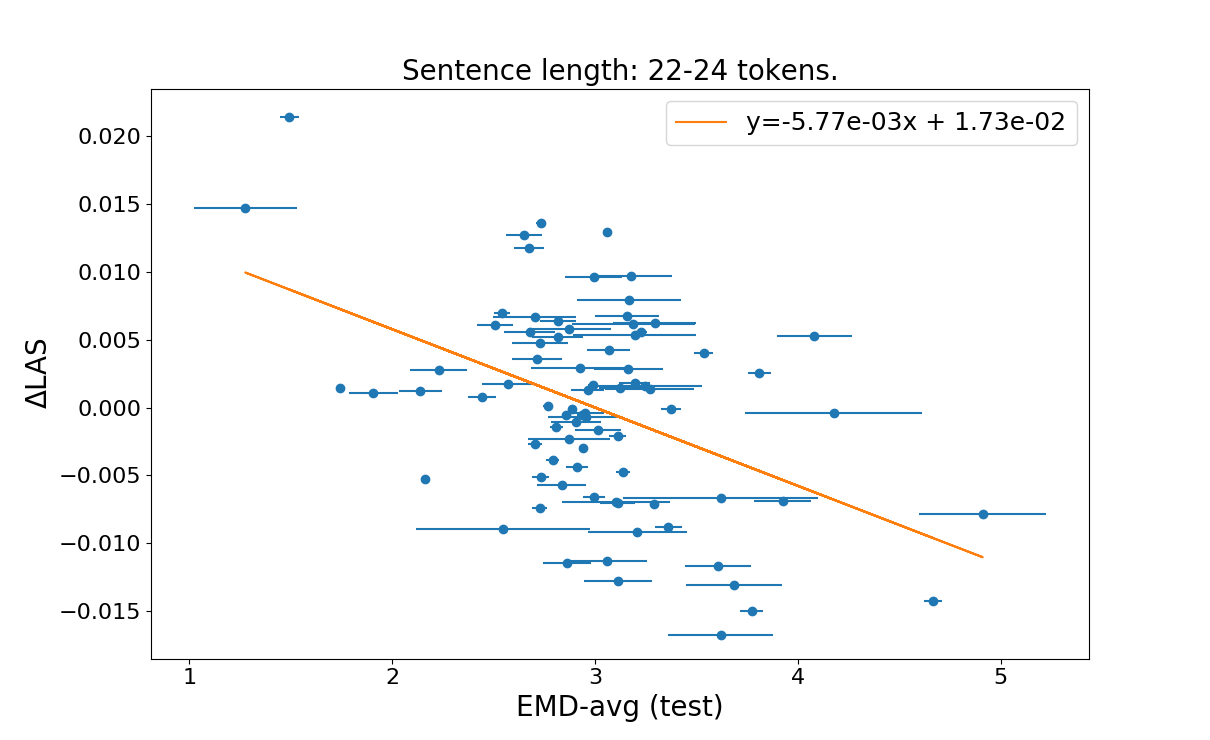 Sentence length: 22-24 tokens.
y=-5.77e-03x + 1.73e-02
0.020
0.015
0.010
0.005
0.000
−0.005
−0.010
−0.015
ΔLAS
1 2 3 4 5
EMD-avg (test)